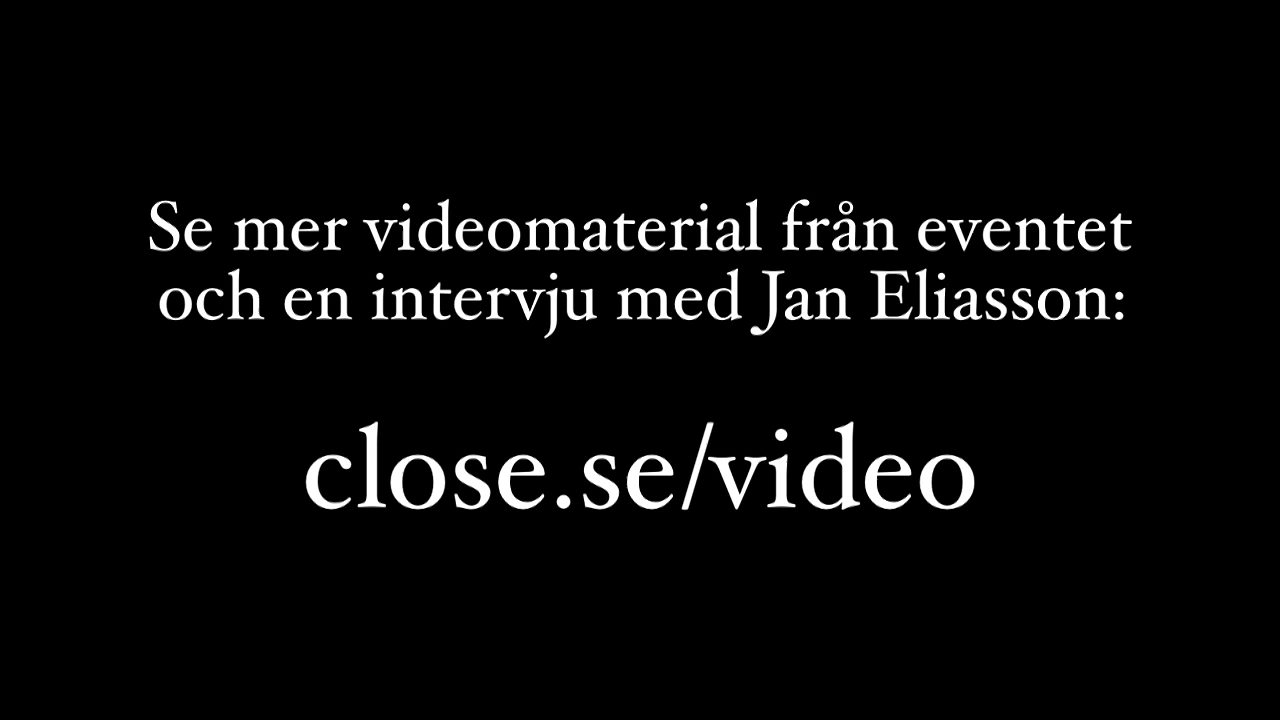 Se mer videomaterial från eventet
och en intervju med Jan Eliasson:
close.se/video